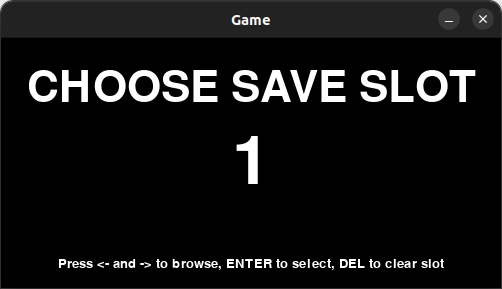 Game
CHOOSE SAVE SLOT
1
Press <- and -> to browse, ENTER to select, DEL to clear slot